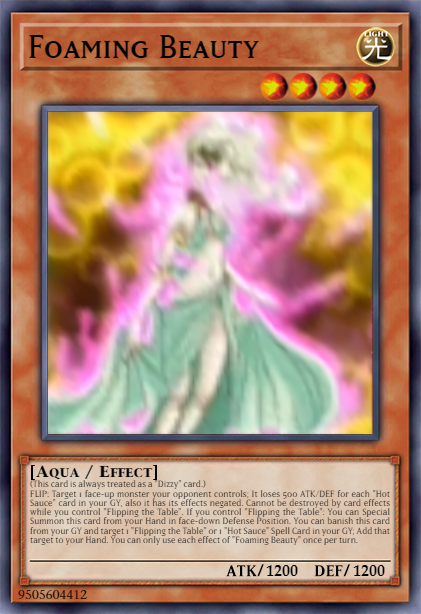 Foaming Beauty
LIGHT
光
[Aqua / Effect]
(This card is always treated as a "Dizzy" card.)
FLIP: Target 1 face-up monster your opponent controls; It loses 500 ATK/DEF for each "Hot
Sauce" card in your GY, also it has its effects negated. Cannot be destroyed by card effects
while you control "Flipping the Table". If you control "Flipping the Table": You can Special
Summon this card from your Hand in face-down Defense Position. You can banish this card
from your GY and target 1 "Flipping the Table" or 1 "Hot Sauce" Spell Card in your GY; Add that
target to your Hand. You can only use each effect of "Foaming Beauty" once per turn.
ATK/1200 DEF/1200
9505604412